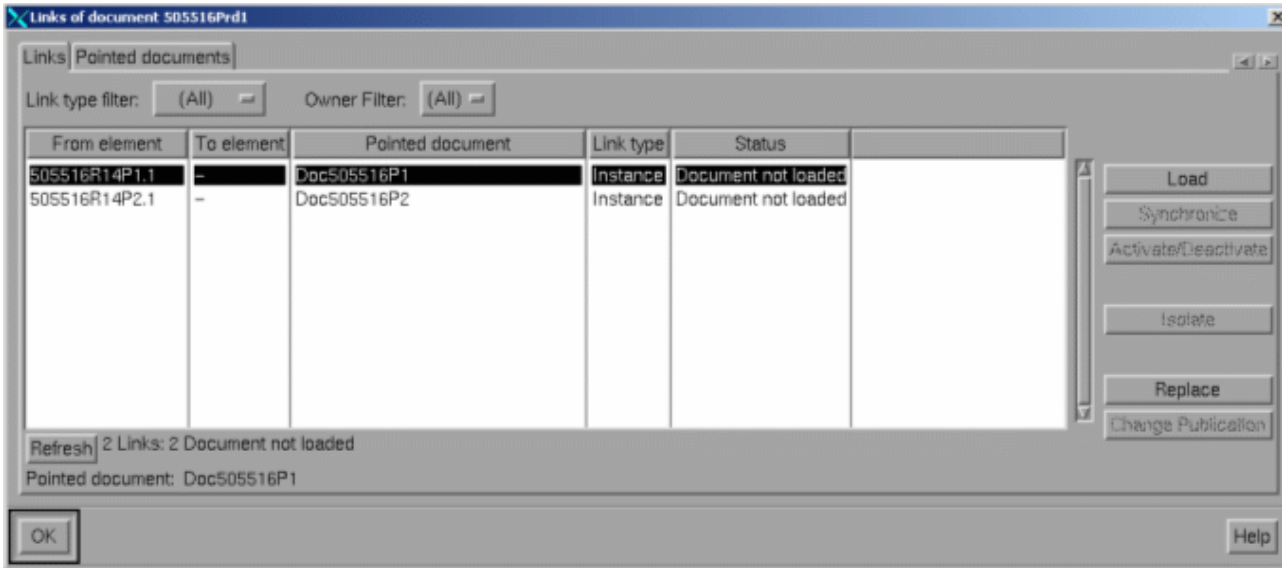 Links of document 505516Prd1
Links Pointed documents
Link type filter: (All) Owner Filter: (All)
From element To element Pointed document Link type Status
505516R14P1.1 – Doc505516P1 Instance Document not loaded
505516R14P2.1 – Doc505516P2 Instance Document not loaded
Load
Synchronize
Activate/Deactivate
Isolate
Replace
Change Publication
Refresh 2 Links: 2 Document not loaded
Pointed document: Doc505516P1
OK Help